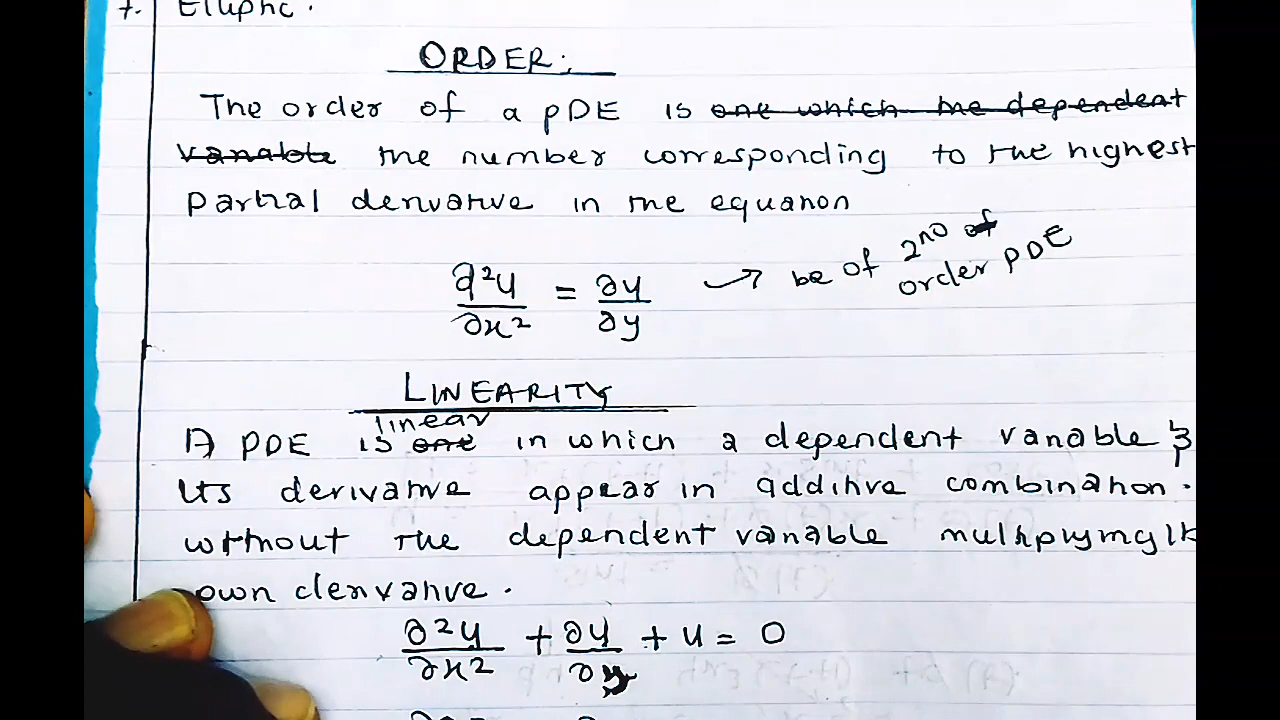 7. Elliptic.
ORDER:
The order of a PDE is one which the dependent
variable the number corresponding to the highest
partial derivative in the equation
∂²u/∂x² = ∂u/∂y → be of 2nd of
order PDE
LINEARITY
linear
A PDE is one in which a dependent variable &
its derivative appear in additive combination.
without the dependent variable multiplying it
own derivative.
∂²u/∂x² + ∂u/∂y + u = 0